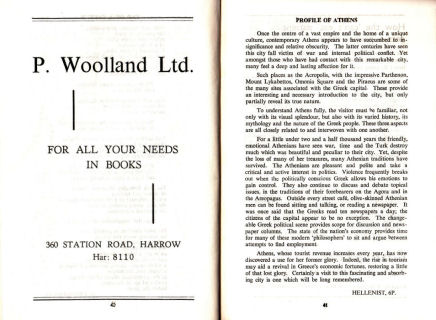 P. Woolland Ltd.
FOR ALL YOUR NEEDS
IN BOOKS
360 STATION ROAD, HARROW
Har: 8110
40
PROFILE OF ATHENS
Once the centre of a vast empire and the home of a unique
culture, contemporary Athens appears to have succumbed to in-
significance and relative obscurity. The latter centuries have seen
this city fall victim of war and internal political conflict. Yet
amongst those who have had contact with this remarkable city,
many feel a deep and lasting affection for it.
Such places as the Acropolis, with the impressive Parthenon,
Mount Lykabettos, Omonia Square and the Piraeus are some of
the many sites associated with the Greek capital. These provide
an interesting and necessary introduction to the city, but only
partially reveal its true nature.
To understand Athens fully, the visitor must be familiar, not
only with its visual splendour, but also with its varied history, its
mythology and the nature of the Greek people. These three aspects
are all closely related and interwoven with one another.
For a little under two and a half thousand years the friendly,
emotional Athenians have seen war, time and the Turk destroy
much which was beautiful and peculiar to their city. Yet, despite
the loss of many of her treasures, many Athenian traditions have
survived. The Athenians are pleasant and polite and take a
critical and active interest in politics. Violence frequently breaks
out when the politically conscious Greek allows his emotions to
gain control. They also continue to discuss and debate topical
issues, in the traditions of their forebearers on the Agora and in
the Areopagus. Outside every street café, olive-skinned Athenian
men can be found sitting and talking, or reading a newspaper. It
was once said that the Greeks read ten newspapers a day; the
citizens of the capital appear to be no exception. The change-
able Greek political scene provides scope for discussion and news-
paper columns. The state of the nation's economy provides time
for many of these modern 'philosophers' to sit and argue between
attempts to find employment.
Athens, whose tourist revenue increases every year, has now
discovered a use for her former glory. Indeed, the rise in tourism
may aid a revival in Greece's economic fortunes, restoring a little
of that lost glory. Certainly a visit to this fascinating and absorb-
ing city is one which will be long remembered.
HELLENIST, 6P.
41